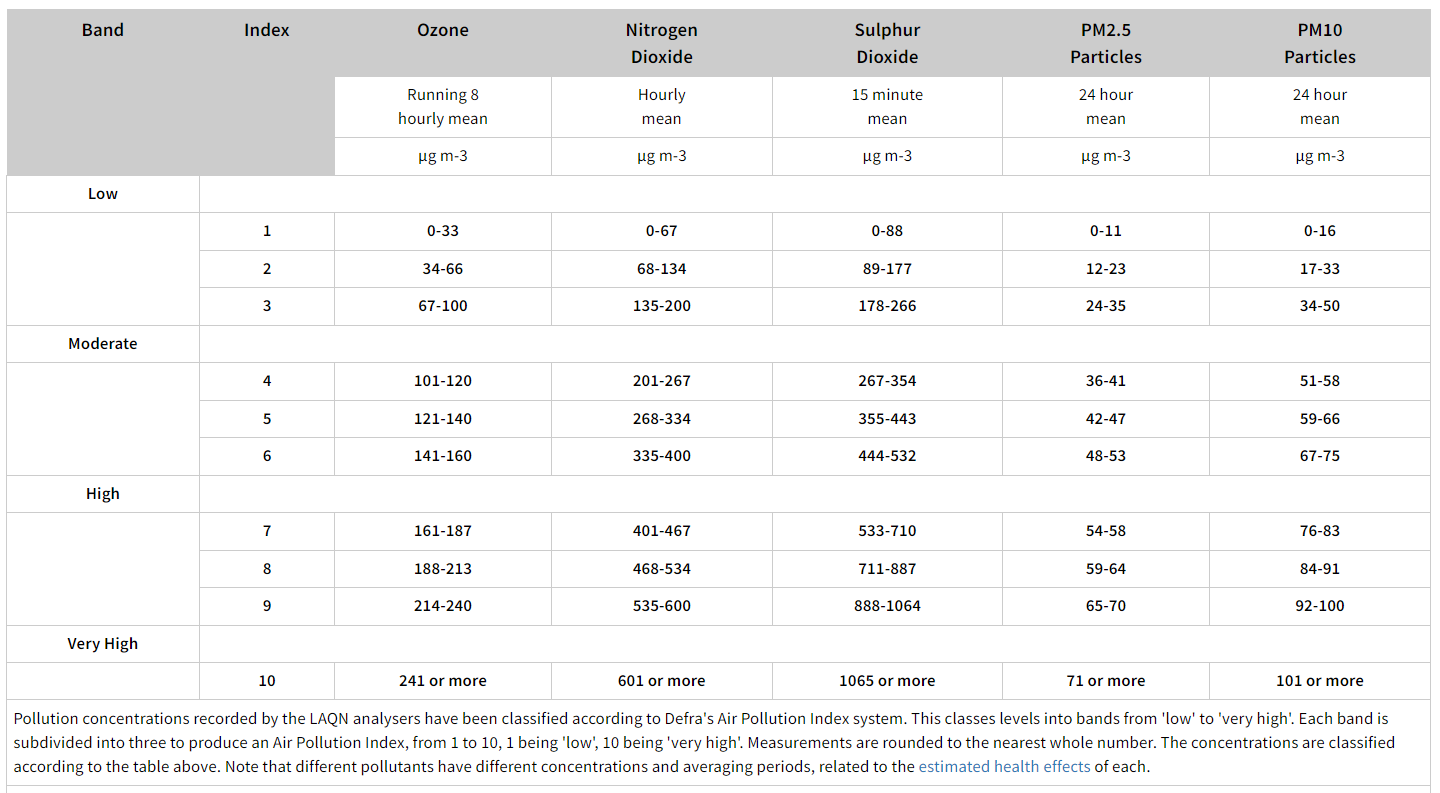 Band Index Ozone Nitrogen Dioxide Sulphur Dioxide PM2.5 Particles PM10 Particles
Running 8 hourly mean Hourly mean 15 minute mean 24 hour mean 24 hour mean
µg m-3 µg m-3 µg m-3 µg m-3 µg m-3
Low
1 0-33 0-67 0-88 0-11 0-16
2 34-66 68-134 89-177 12-23 17-33
3 67-100 135-200 178-266 24-35 34-50
Moderate
4 101-120 201-267 267-354 36-41 51-58
5 121-140 268-334 355-443 42-47 59-66
6 141-160 335-400 444-532 48-53 67-75
High
7 161-187 401-467 533-710 54-58 76-83
8 188-213 468-534 711-887 59-64 84-91
9 214-240 535-600 888-1064 65-70 92-100
Very High
10 241 or more 601 or more 1065 or more 71 or more 101 or more
Pollution concentrations recorded by the LAQN analysers have been classified according to Defra's Air Pollution Index system. This classes levels into bands from 'low' to 'very high'. Each band is
subdivided into three to produce an Air Pollution Index, from 1 to 10, 1 being 'low', 10 being 'very high'. Measurements are rounded to the nearest whole number. The concentrations are classified
according to the table above. Note that different pollutants have different concentrations and averaging periods, related to the estimated health effects of each.